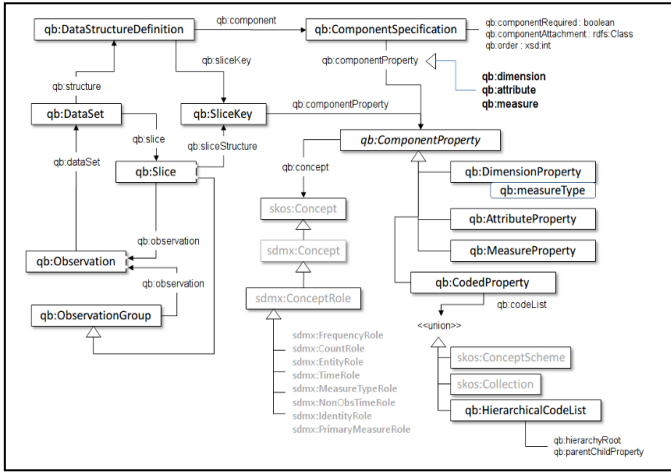 qb:component
qb:DataStructureDefinition
qb:ComponentSpecification
qb:componentRequired : boolean
qb:componentAttachment : rdfs:Class
qb:order : xsd:int
qb:sliceKey
qb:componentProperty
qb:dimension
qb:attribute
qb:measure
qb:structure
qb:DataSet
qb:SliceKey
qb:componentProperty
qb:slice
qb:sliceStructure
qb:ComponentProperty
qb:dataSet
qb:Slice
qb:concept
qb:DimensionProperty
qb:measureType
skos:Concept
qb:AttributeProperty
qb:observation
sdmx:Concept
qb:MeasureProperty
qb:Observation
qb:observation
qb:CodedProperty
sdmx:ConceptRole
qb:codeList
qb:ObservationGroup
<<union>>
sdmx:FrequencyRole
sdmx:CountRole
sdmx:EntityRole
sdmx:TimeRole
sdmx:MeasureTypeRole
sdmx:NonObsTimeRole
sdmx:IdentityRole
sdmx:PrimaryMeasureRole
skos:ConceptScheme
skos:Collection
qb:HierarchicalCodeList
qb:hierarchyRoot
qb:parentChildProperty